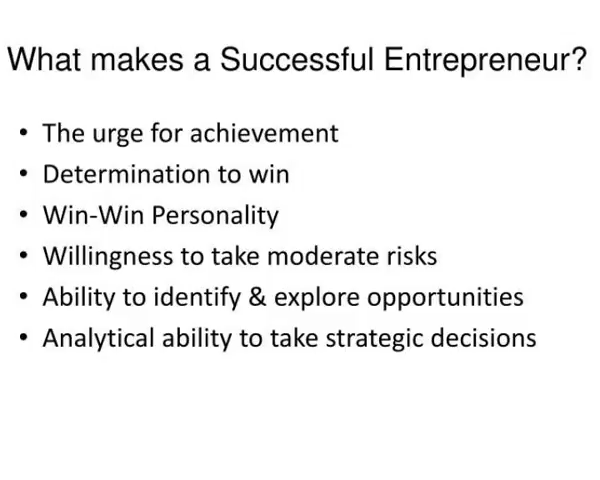 What makes a Successful Entrepreneur?
• The urge for achievement
• Determination to win
• Win-Win Personality
• Willingness to take moderate risks
• Ability to identify & explore opportunities
• Analytical ability to take strategic decisions